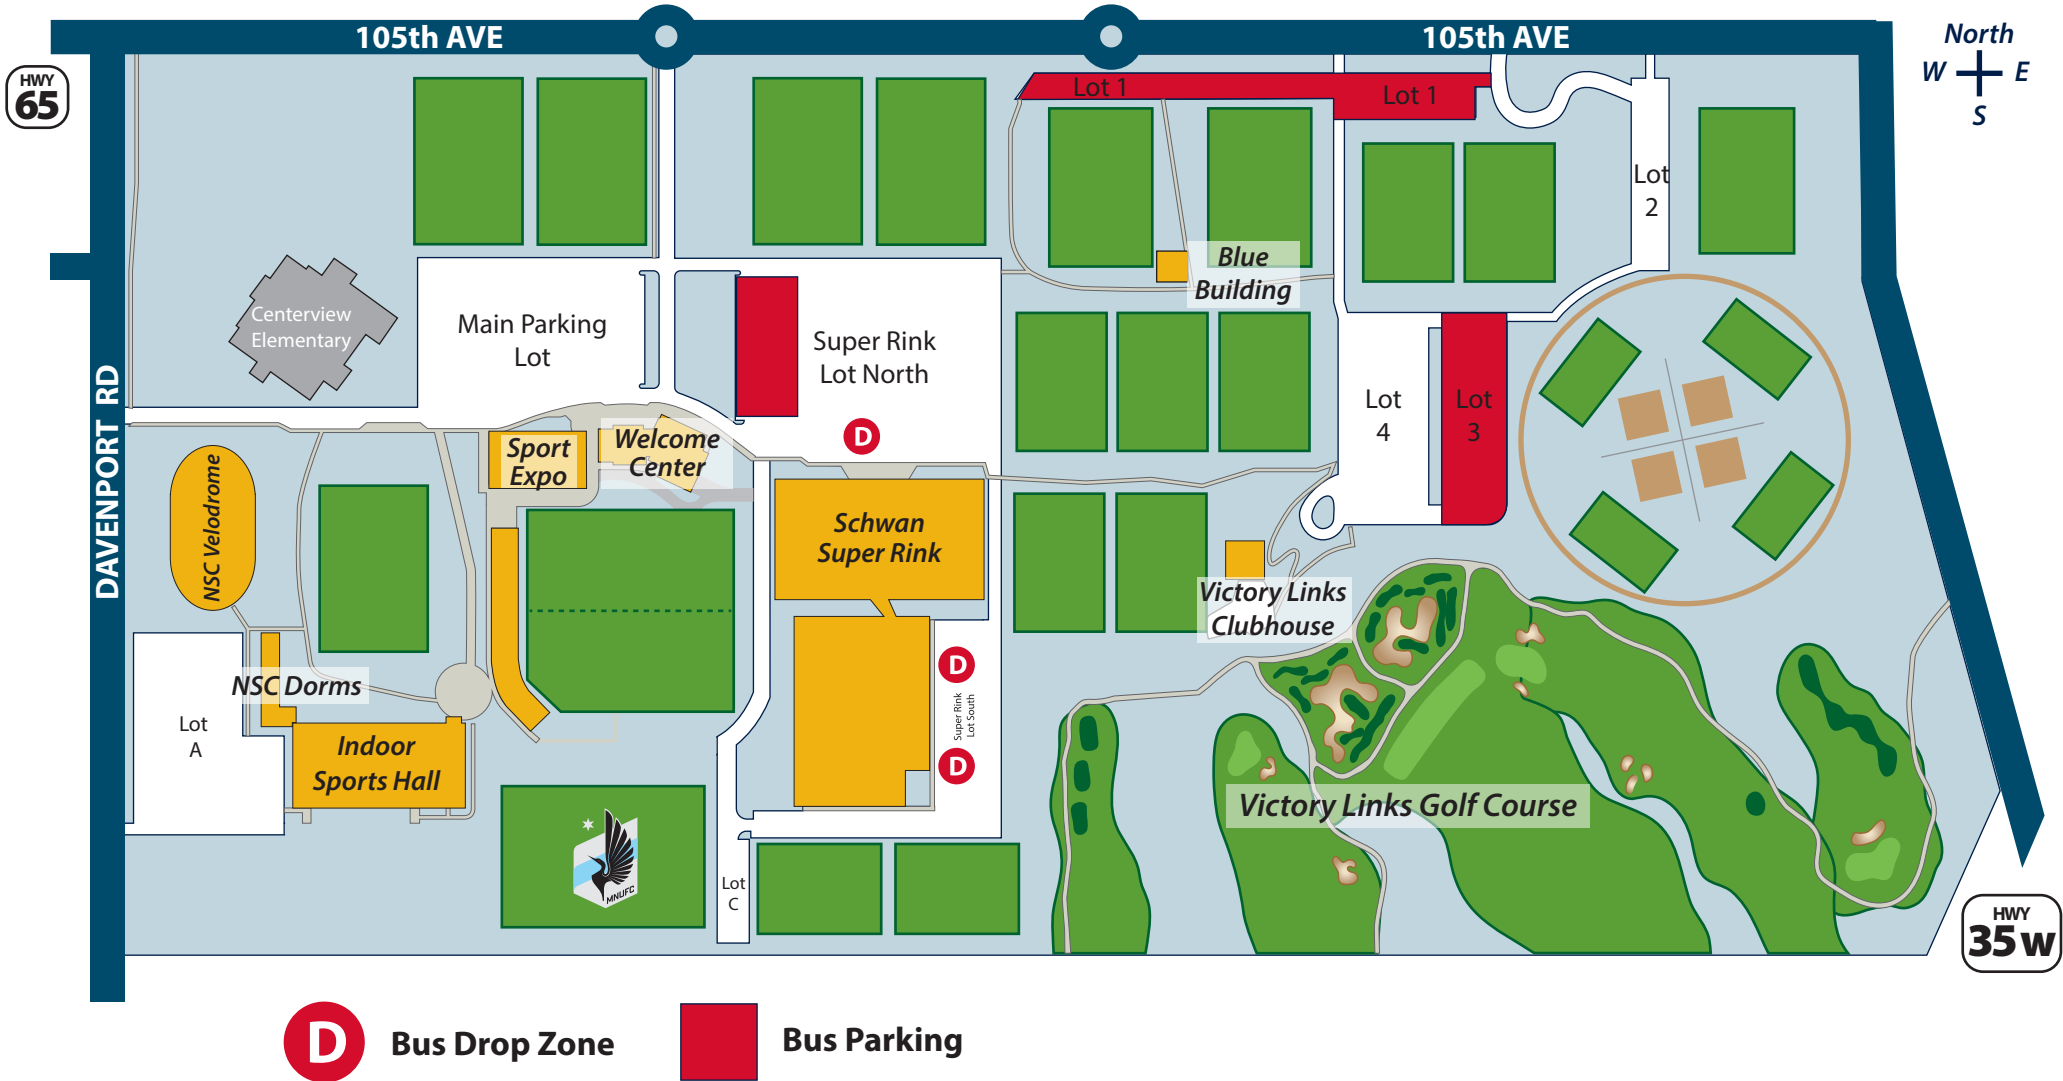 105th AVE
105th AVE
North
W
E
S
HWY
65
Lot 1
Lot 1
Lot
2
Blue
Building
Centerview
Elementary
Main Parking
Lot
Super Rink
Lot North
D
Lot
4
Lot
3
DAVENPORT RD
Sport
Expo
Welcome
Center
NSC Velodrome
Schwan
Super Rink
Victory Links
Clubhouse
NSC Dorms
D
Super Rink
Lot South
D
Lot
A
Indoor
Sports Hall
Victory Links Golf Course
MNUFC
Lot
C
HWY
35W
D
Bus Drop Zone
Bus Parking